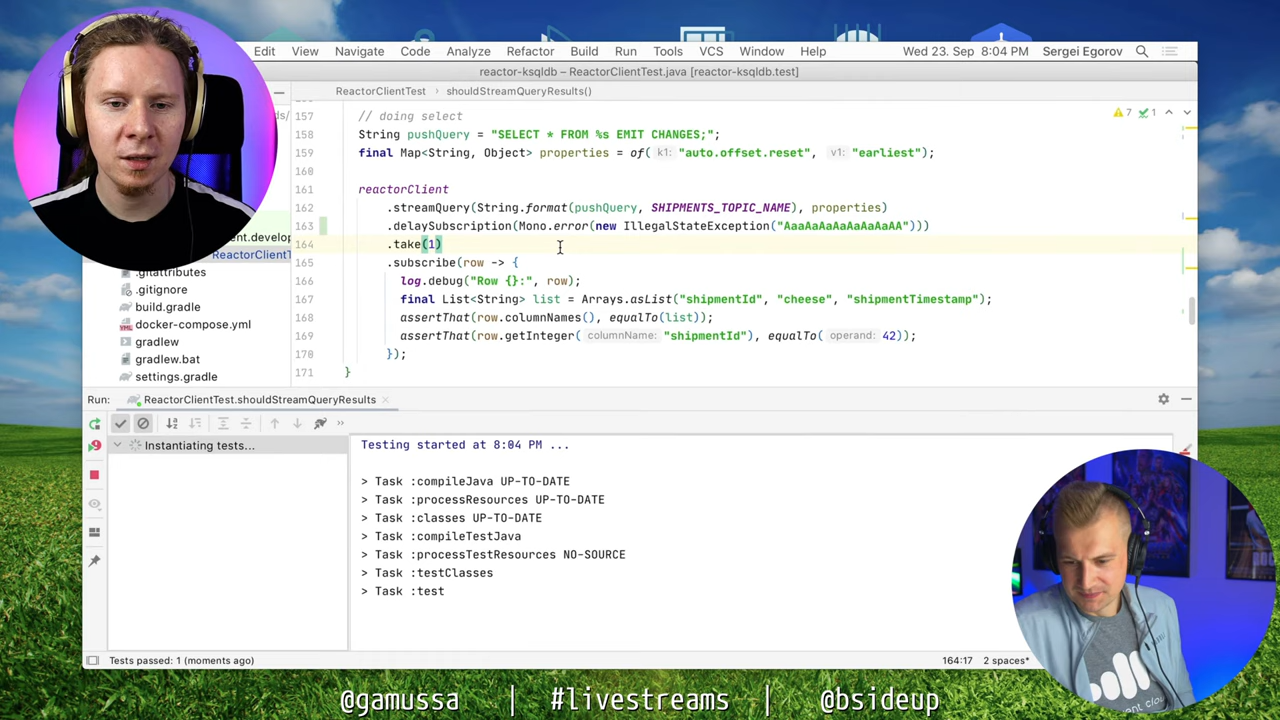 Edit View Navigate Code Analyze Refactor Build Run Tools VCS Window Help Wed 23. Sep 8:04 PM Sergei Egorov
reactor-ksqldb – ReactorClientTest.java [reactor-ksqldb.test]
ReactorClientTest › shouldStreamQueryResults()
157 // doing select
7 1
158 String pushQuery = "SELECT * FROM %s EMIT CHANGES;";
159 final Map<String, Object> properties = of( k1: "auto.offset.reset", v1: "earliest");
160
161 reactorClient
162 .streamQuery(String.format(pushQuery, SHIPMENTS_TOPIC_NAME), properties)
163 .delaySubscription(Mono.error(new IllegalStateException("AaaAaAaAaAaAaAaAA")))
164 .take(1)
165 .subscribe(row -> {
166 log.debug("Row {}:", row);
167 final List<String> list = Arrays.asList("shipmentId", "cheese", "shipmentTimestamp");
168 assertThat(row.columnNames(), equalTo(list));
169 assertThat(row.getInteger( columnName: "shipmentId"), equalTo( operand: 42));
170 });
171 }
ReactorClientT
.gitattributes
.gitignore
build.gradle
docker-compose.yml
gradlew
gradlew.bat
settings.gradle
Run: ReactorClientTest.shouldStreamQueryResults
Instantiating tests...
Testing started at 8:04 PM ...
> Task :compileJava UP-TO-DATE
> Task :processResources UP-TO-DATE
> Task :classes UP-TO-DATE
> Task :compileTestJava
> Task :processTestResources NO-SOURCE
> Task :testClasses
> Task :test
Tests passed: 1 (moments ago) 164:17 2 spaces*
@gamussa | #livestreams | @bsideup